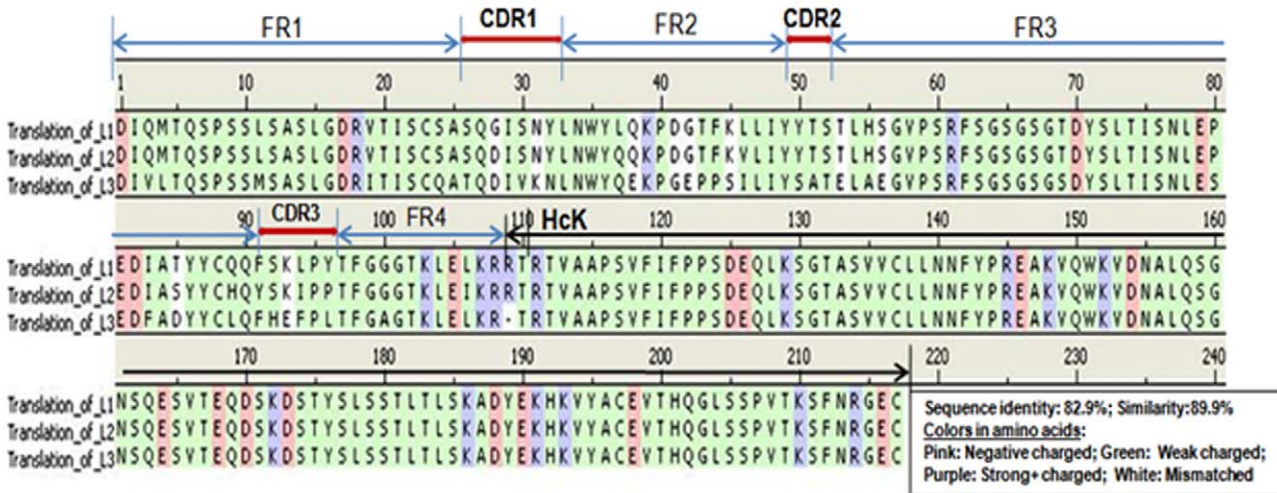 FR1 CDR1 FR2 CDR2 FR3
1 10 20 30 40 50 60 70 80
Translation_of_L1 DIQMTQSPSSLSASLGDRVTISCSASQGISNYLNWYLQKPDGTFKLLIYYTSTLHSGVPSRFSGSGSGTDYSLTISNLEP
Translation_of_L2 DIQMTQSPSSLSASLGDRVTISCSASQDISNYLNWYQQKPDGTFKVLIYYTSTLHSGVPSRFSGSGSGTDYSLTISNLEP
Translation_of_L3 DIVLTQSPSSMSASLGDRITISCQATQDIVKNLNWYQEKPGEPPSILIYSATELAEGVPSRFSGSGSGSDYSLTISNLES
90 CDR3 100 FR4 110 HcK 120 130 140 150 160
Translation_of_L1 EDIATYYCQQFSKLPYTFGGGTKLELKRRTRTVAAPSVFIFPPSDEQLKSGTASVVCLLNNFYPREAKVQWKVDNALQSG
Translation_of_L2 EDIASYYCHQYSKIPPTFGGGTKLEIKRRTRTVAAPSVFIFPPSDEQLKSGTASVVCLLNNFYPREAKVQWKVDNALQSG
Translation_of_L3 EDFADYYCLQFHEFPLTFGAGTKLELKR-TRTVAAPSVFIFPPSDEQLKSGTASVVCLLNNFYPREAKVQWKVDNALQSG
170 180 190 200 210 220 230 240
Translation_of_L1 NSQESVTEQDSKDSTYSLSSTLTLSKADYEKHKVYACEVTHQGLSSPVTKSFNRGEC
Translation_of_L2 NSQESVTEQDSKDSTYSLSSTLTLSKADYEKHKVYACEVTHQGLSSPVTKSFNRGEC
Translation_of_L3 NSQESVTEQDSKDSTYSLSSTLTLSKADYEKHKVYACEVTHQGLSSPVTKSFNRGEC
Sequence identity: 82.9%; Similarity:89.9%
Colors in amino acids:
Pink: Negative charged; Green: Weak charged;
Purple: Strong+ charged; White: Mismatched